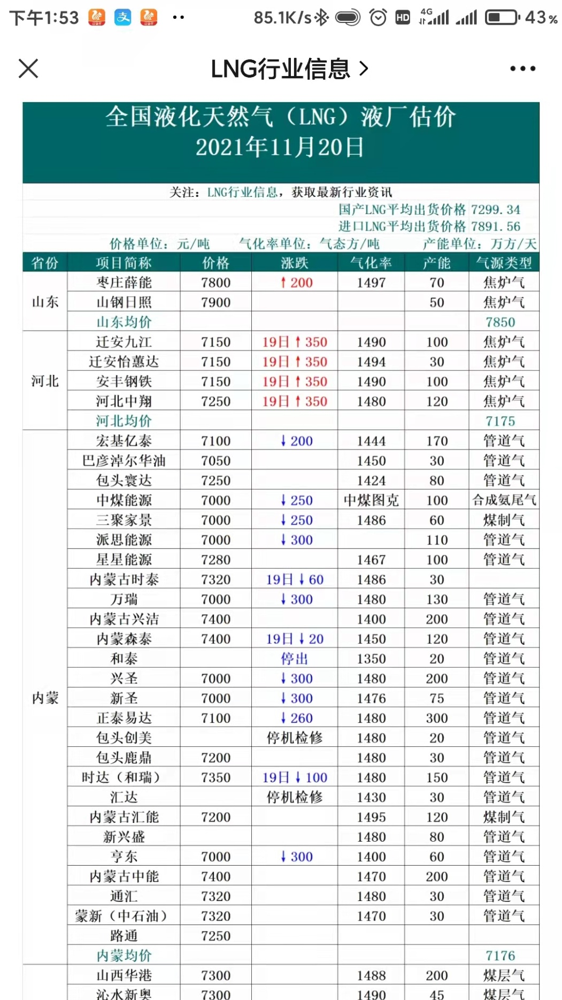 下午1:53 85.1K/s HD 4G 43%
LNG行业信息
全国液化天然气（LNG）液厂估价
2021年11月20日
关注：LNG行业信息，获取最新行业资讯
国产LNG平均出货价格 7299.34
进口LNG平均出货价格 7891.56
价格单位：元/吨 气化率单位：气态方/吨 产能单位：万方/天
省份 项目简称 价格 涨跌 气化率 产能 气源类型
山东
枣庄薛能 7800 ↑200 1497 70 焦炉气
山钢日照 7900 50 焦炉气
山东均价 7850
河北
迁安九江 7150 19日↑350 1490 100 焦炉气
迁安怡蕙达 7150 19日↑350 1494 30 焦炉气
安丰钢铁 7150 19日↑350 1490 100 焦炉气
河北中翔 7250 19日↑350 1480 120 焦炉气
河北均价 7175
内蒙
宏基亿泰 7100 ↓200 1444 170 管道气
巴彦淖尔华油 7050 1450 30 管道气
包头寰达 7250 1424 80 管道气
中煤能源 7000 ↓250 中煤图克 100 合成氨尾气
三聚家景 7000 ↓250 1486 60 煤制气
派思能源 7000 ↓300 110 管道气
星星能源 7280 1467 100 管道气
内蒙古时泰 7320 19日↓60 1486 30
万瑞 7000 ↓300 1480 130 管道气
内蒙古兴洁 7400 1400 200 管道气
内蒙森泰 7400 19日↓20 1450 120 管道气
和泰 停出 1350 20 管道气
兴圣 7000 ↓300 1480 200 管道气
新圣 7000 ↓300 1476 75 管道气
正泰易达 7100 ↓260 1480 300 管道气
包头创美 停机检修 1480 20 管道气
包头鹿鼎 7200 1480 30 管道气
时达（和瑞） 7350 19日↓100 1480 150 管道气
汇达 停机检修 1430 30 管道气
内蒙古汇能 7200 1495 120 煤制气
新兴盛 1480 80 管道气
亨东 7000 ↓300 1400 60 管道气
内蒙古中能 7400 1470 200 管道气
通汇 7320 1480 30 管道气
蒙新（中石油） 7320 1470 30 管道气
路通 7250
内蒙均价 7176
山西华港 7300 1488 200 煤层气
沁水新奥 7300 1490 45 煤层气